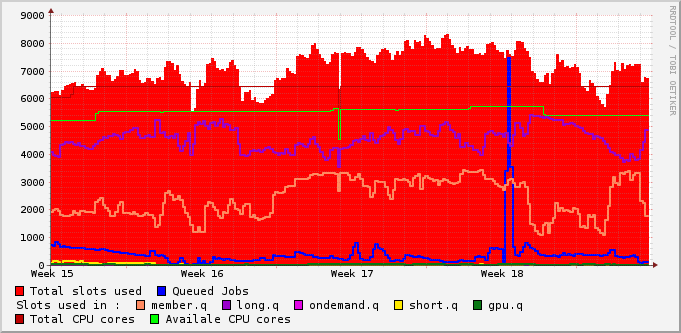 9000
8000
7000
6000
5000
4000
3000
2000
1000
0
Week 15 Week 16 Week 17 Week 18
Total slots used Queued Jobs
Slots used in : member.q long.q ondemand.q short.q gpu.q
Total CPU cores Availale CPU cores
RRDTOOL / TOBI OETIKER